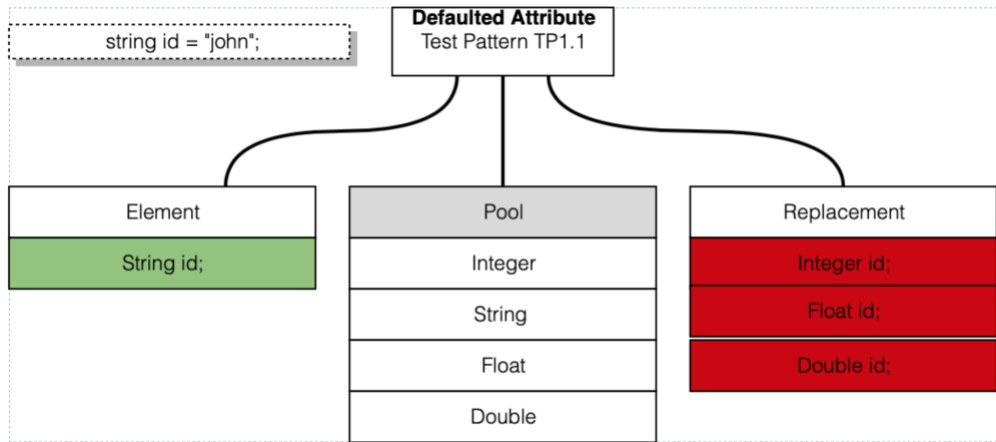 string id = "john";
Defaulted Attribute
Test Pattern TP1.1
Element
String id;
Pool
Integer
String
Float
Double
Replacement
Integer id;
Float id;
Double id;